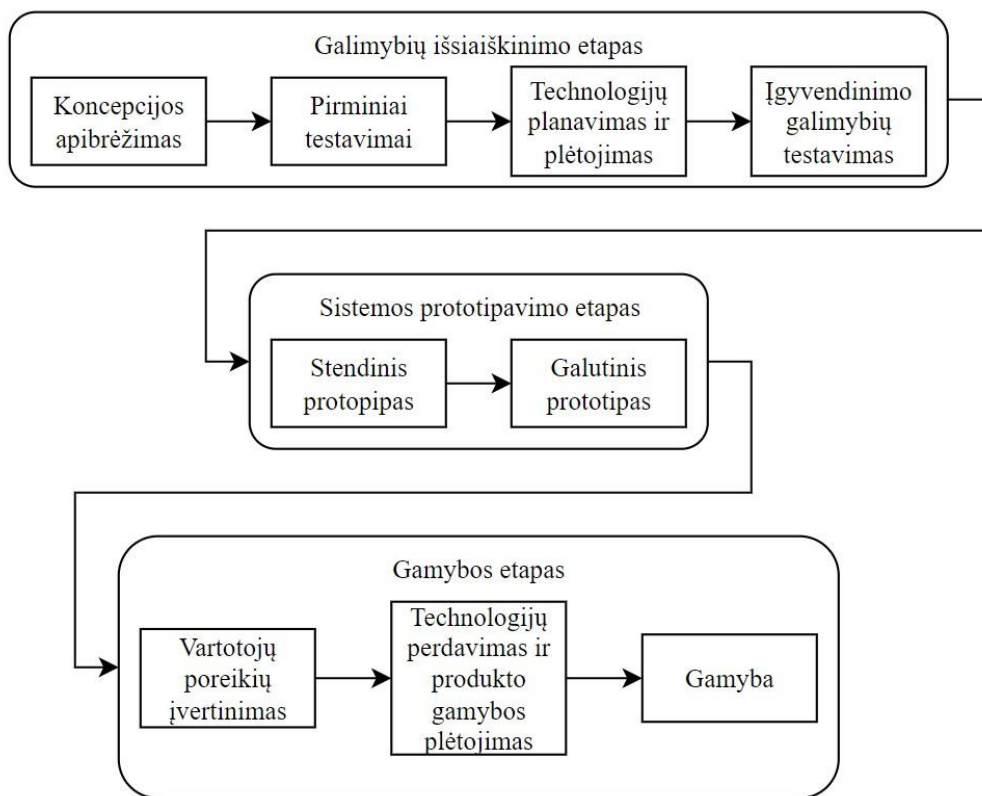 Galimybių išsiaiškinimo etapas
Koncepcijos
apibrėžimas
Pirminiai
testavimai
Technologijų
planavimas ir
plėtojimas
Įgyvendinimo
galimybių
testavimas
Sistemos prototipavimo etapas
Stendinis
protopipas
Galutinis
prototipas
Gamybos etapas
Vartotojų
poreikių
įvertinimas
Technologijų
perdavimas ir
produkto
gamybos
plėtojimas
Gamyba